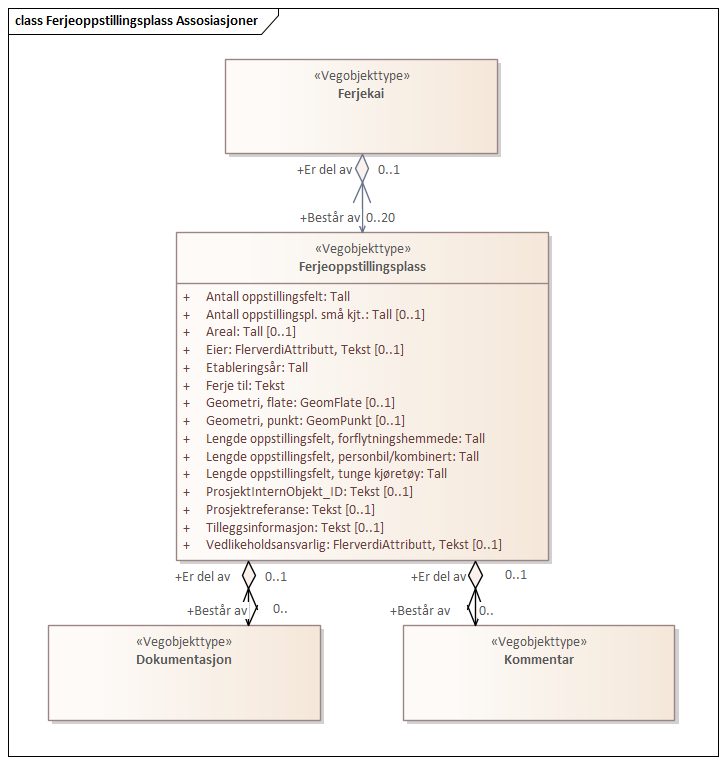 class Ferjeoppstillingsplass Assosiasjoner
«Vegobjekttype»
Ferjekai
+Er del av 0..1
+Består av 0..20
«Vegobjekttype»
Ferjeoppstillingsplass
+ Antall oppstillingsfelt: Tall
+ Antall oppstillingspl. små kjt.: Tall [0..1]
+ Areal: Tall [0..1]
+ Eier: FlerverdiAttributt, Tekst [0..1]
+ Etableringsår: Tall
+ Ferje til: Tekst
+ Geometri, flate: GeomFlate [0..1]
+ Geometri, punkt: GeomPunkt [0..1]
+ Lengde oppstillingsfelt, forflytningshemmede: Tall
+ Lengde oppstillingsfelt, personbil/kombinert: Tall
+ Lengde oppstillingsfelt, tunge kjøretøy: Tall
+ ProsjektInternObjekt_ID: Tekst [0..1]
+ Prosjektreferanse: Tekst [0..1]
+ Tilleggsinformasjon: Tekst [0..1]
+ Vedlikeholdsansvarlig: FlerverdiAttributt, Tekst [0..1]
+Er del av 0..1 +Er del av 0..1
+Består av 0.. +Består av 0..
«Vegobjekttype» «Vegobjekttype»
Dokumentasjon Kommentar